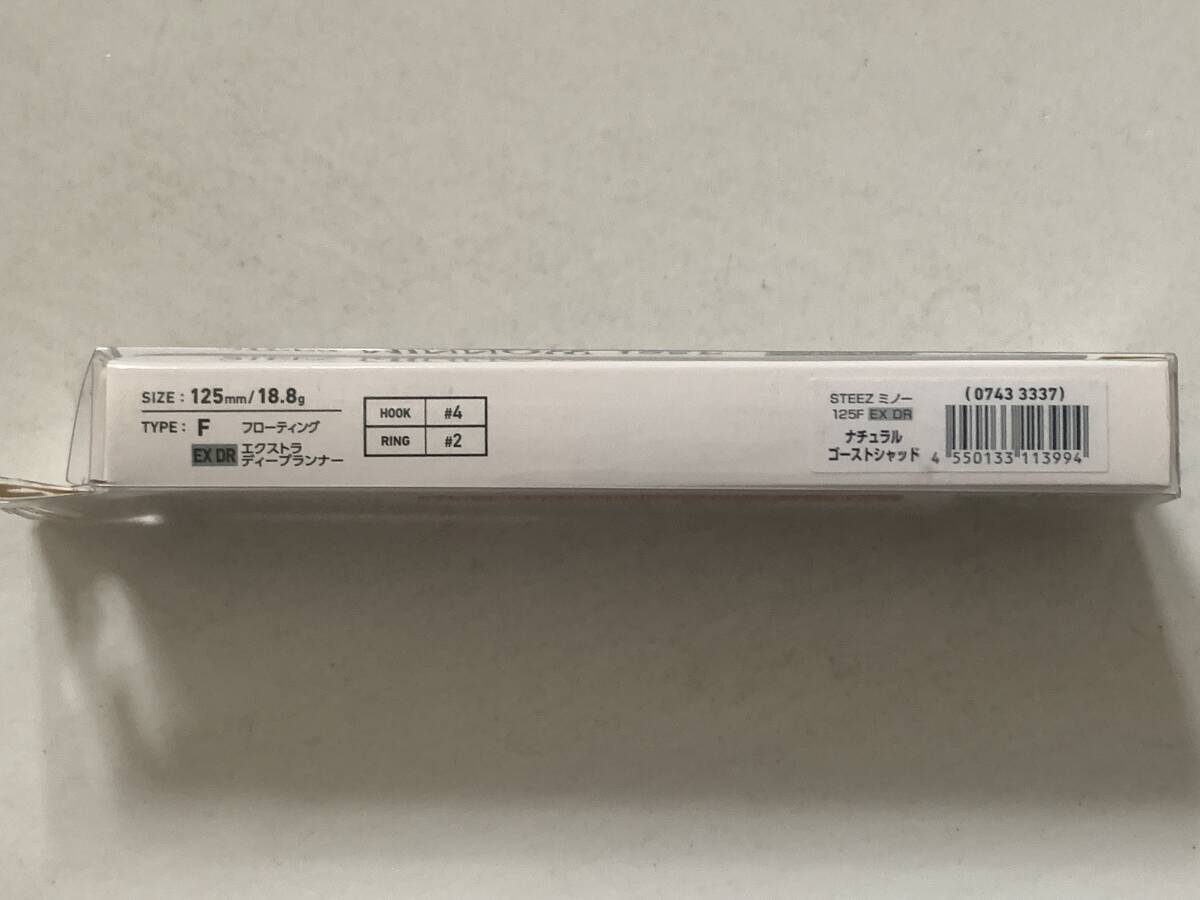 SIZE : 125mm/18.8g
TYPE : F フローティング
EX DR エクストラ
ディープランナー
HOOK #4
RING #2
STEEZ ミノー
125F EX DR
ナチュラル
ゴーストシャッド
(0743 3337)
4 550133 113994